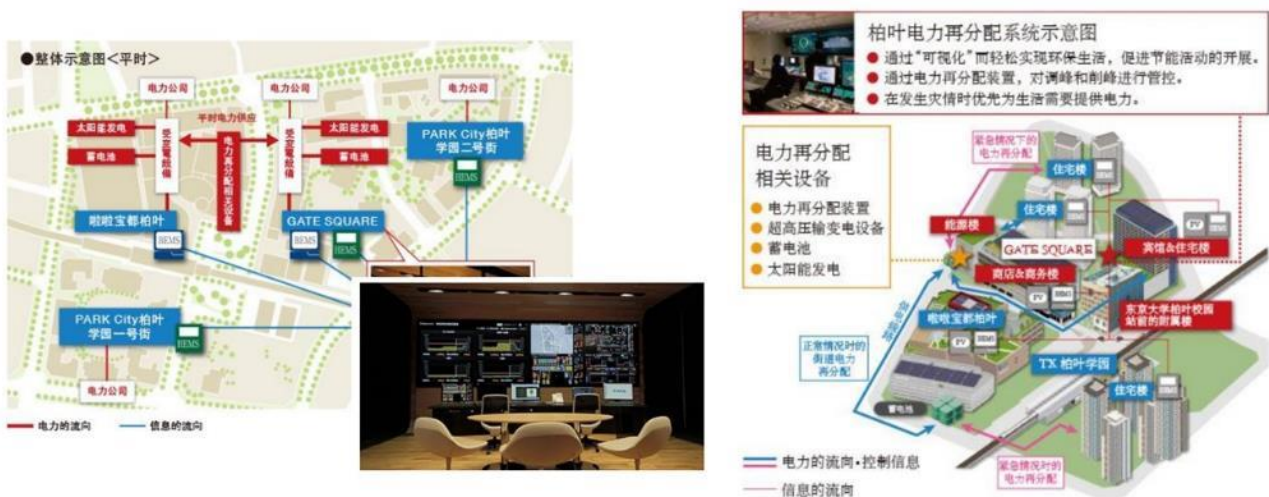 ●整体示意图<平时>
电力公司
电力公司
电力公司
太阳能发电
平时电力供应
太阳能发电
蓄电池
蓄电池
受变電設備
电力再分配相关设备
受变電設備
PARK City柏叶
学园二号街
HEMS
啦啦宝都柏叶
BEMS
GATE SQUARE
BEMS
HEMS
PARK City柏叶
学园一号街
HEMS
电力公司
电力的流向
信息的流向
柏叶电力再分配系统示意图
● 通过“可视化”而轻松实现环保生活，促进节能活动的开展。
● 通过电力再分配装置，对调峰和削峰进行管控。
● 在发生灾情时优先为生活需要提供电力。
电力再分配
相关设备
● 电力再分配装置
● 超高压输变电设备
● 蓄电池
● 太阳能发电
紧急情况下的
电力再分配
住宅楼
HEMS
住宅楼
HEMS
能源楼
GATE SQUARE
PV
HEMS
宾馆&住宅楼
商店&商务楼
PV
BEMS
东京大学柏叶校园
站前的附属楼
啦啦宝都柏叶
PV
BEMS
正常情况时的
街道电力
再分配
TX 柏叶学园
住宅楼
HEMS
蓄电池
紧急情况时的
电力再分配
电力的流向·控制信息
信息的流向